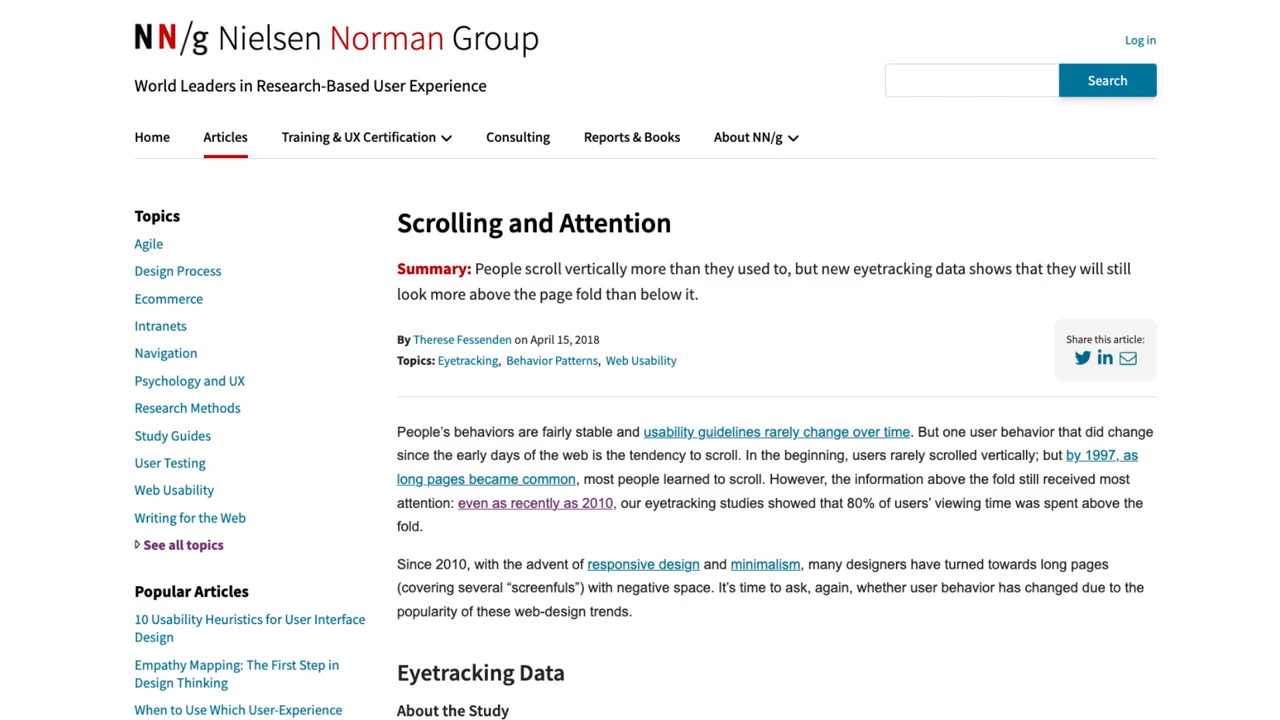 NN/g Nielsen Norman Group
Log in
World Leaders in Research-Based User Experience
Search
Home Articles Training & UX Certification Consulting Reports & Books About NN/g
Topics
Agile
Design Process
Ecommerce
Intranets
Navigation
Psychology and UX
Research Methods
Study Guides
User Testing
Web Usability
Writing for the Web
See all topics
Popular Articles
10 Usability Heuristics for User Interface
Design
Empathy Mapping: The First Step in
Design Thinking
When to Use Which User-Experience
Scrolling and Attention
Summary: People scroll vertically more than they used to, but new eyetracking data shows that they will still
look more above the page fold than below it.
By Therese Fessenden on April 15, 2018
Topics: Eyetracking, Behavior Patterns, Web Usability
Share this article:
People’s behaviors are fairly stable and usability guidelines rarely change over time. But one user behavior that did change
since the early days of the web is the tendency to scroll. In the beginning, users rarely scrolled vertically; but by 1997, as
long pages became common, most people learned to scroll. However, the information above the fold still received most
attention: even as recently as 2010, our eyetracking studies showed that 80% of users’ viewing time was spent above the
fold.
Since 2010, with the advent of responsive design and minimalism, many designers have turned towards long pages
(covering several “screenfuls”) with negative space. It’s time to ask, again, whether user behavior has changed due to the
popularity of these web-design trends.
Eyetracking Data
About the Study